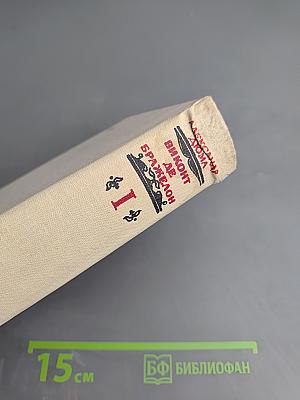 АЛЕКСАНДР
ДЮМА
ВИКОНТ
ДЕ
БРАЖЕЛОН
I
15 см
БФ БИБЛИОФАН